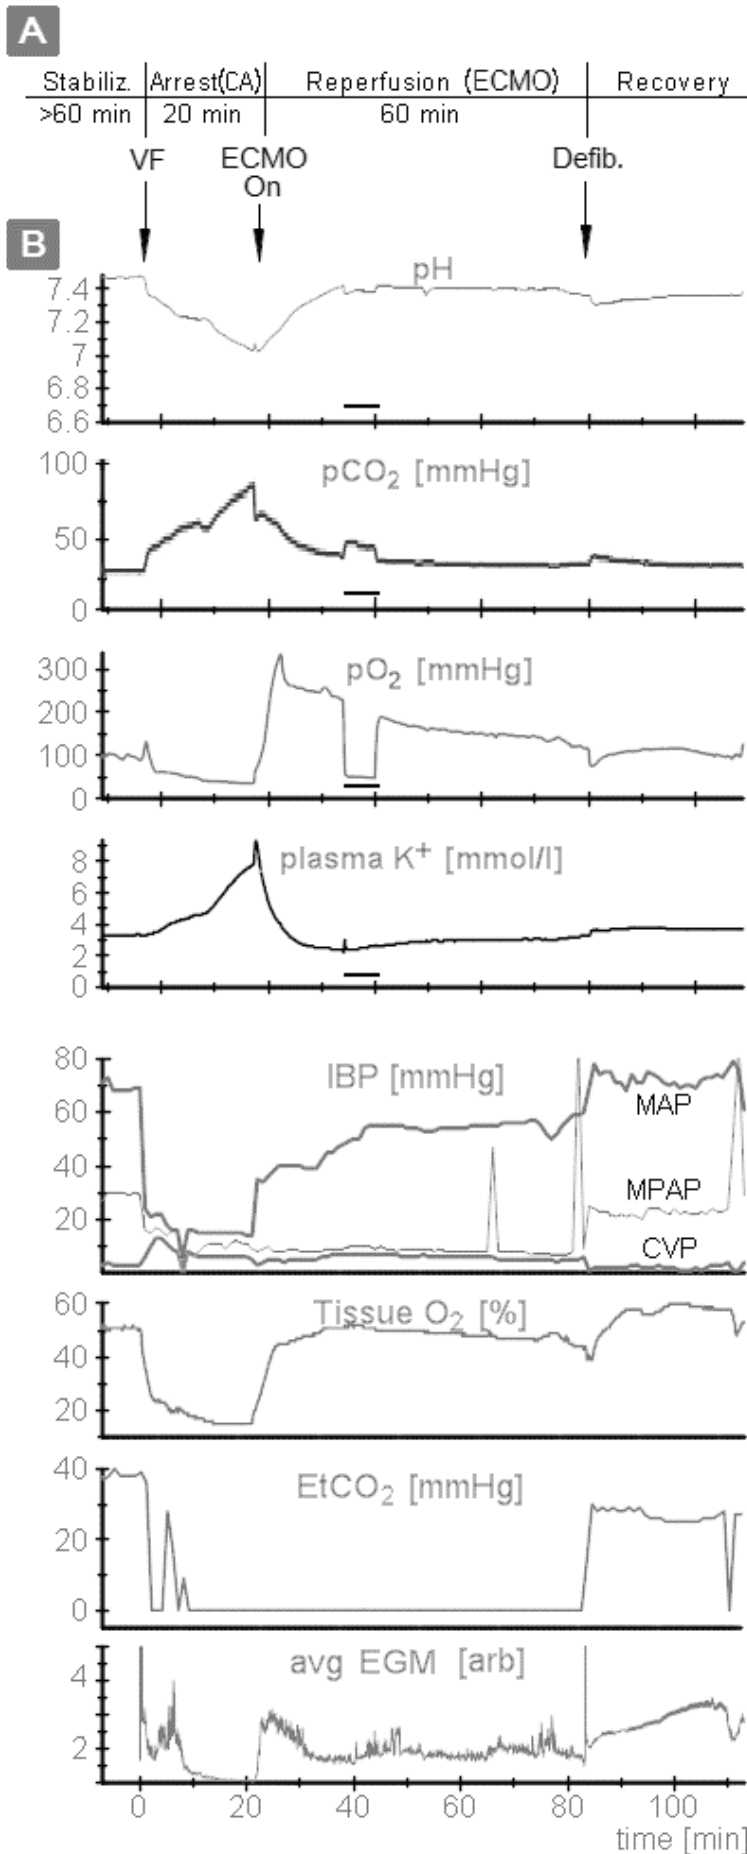 A
Stabiliz. Arrest(CA) Reperfusion (ECMO) Recovery
>60 min 20 min 60 min
VF ECMO On Defib.
B
pH
7.4
7.2
7
6.8
6.6
pCO₂ [mmHg]
100
50
0
pO₂ [mmHg]
300
200
100
0
plasma K⁺ [mmol/l]
8
6
4
2
0
IBP [mmHg]
80
60
40
20
MAP
MPAP
CVP
Tissue O₂ [%]
60
40
20
EtCO₂ [mmHg]
40
20
0
avg EGM [arb]
4
2
0 20 40 60 80 100
time [min]